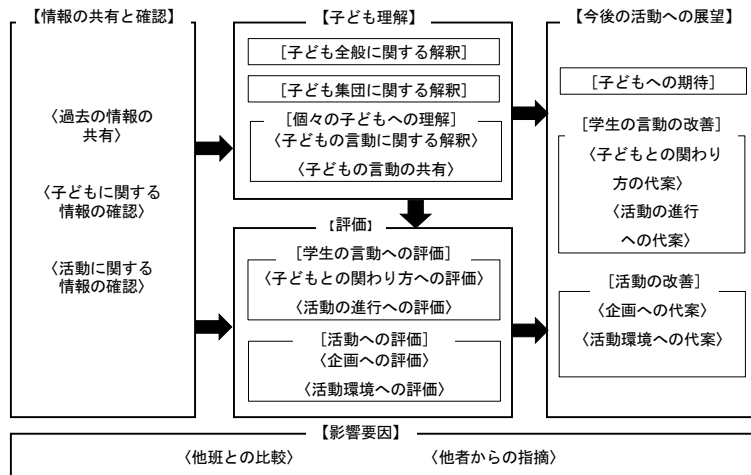 【情報の共有と確認】
〈過去の情報の
共有〉
〈子どもに関する
情報の確認〉
〈活動に関する
情報の確認〉
【子ども理解】
[子ども全般に関する解釈]
[子ども集団に関する解釈]
[個々の子どもへの理解]
〈子どもの言動に関する解釈〉
〈子どもの言動の共有〉
【評価】
[学生の言動への評価]
〈子どもとの関わり方への評価〉
〈活動の進行への評価〉
[活動への評価]
〈企画への評価〉
〈活動環境への評価〉
【今後の活動への展望】
[子どもへの期待]
[学生の言動の改善]
〈子どもとの関わり
方の代案〉
〈活動の進行
への代案〉
[活動の改善]
〈企画への代案〉
〈活動環境への代案〉
【影響要因】
〈他班との比較〉 〈他者からの指摘〉